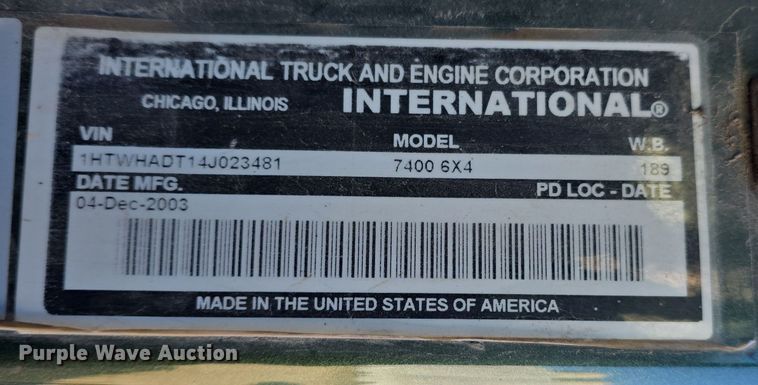 INTERNATIONAL TRUCK AND ENGINE CORPORATION
CHICAGO, ILLINOIS INTERNATIONAL®
VIN MODEL W.B.
1HTWHADT14J023481 7400 6X4 189
DATE MFG. PD LOC - DATE
04-Dec-2003
MADE IN THE UNITED STATES OF AMERICA
Purple Wave Auction